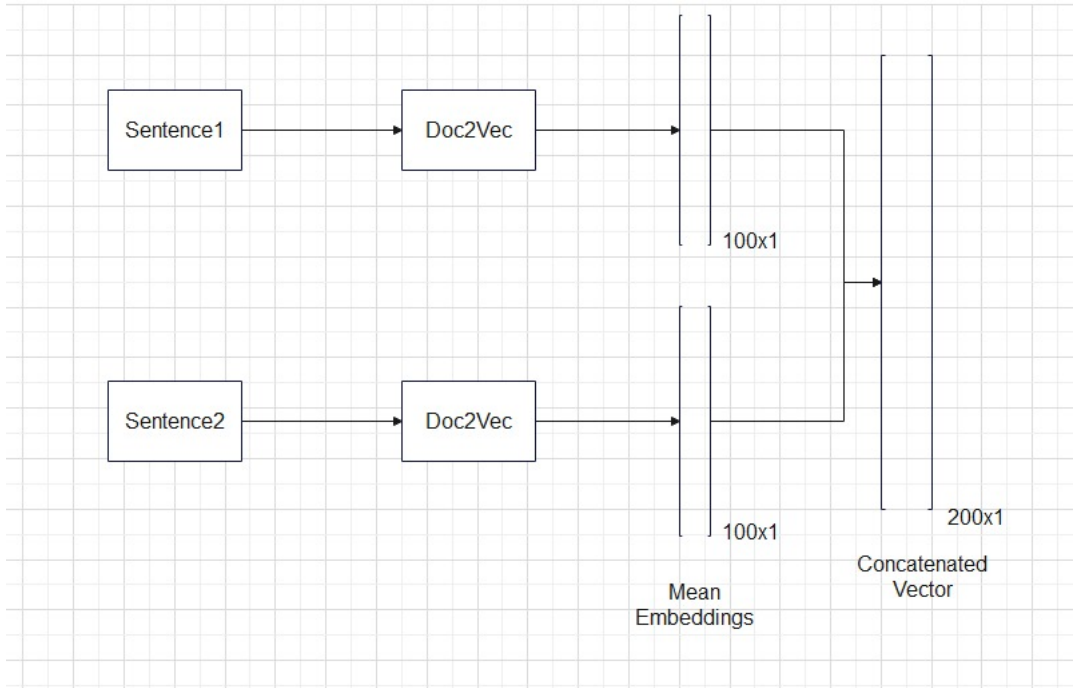 Sentence1
Doc2Vec
100x1
Sentence2
Doc2Vec
100x1
200x1
Mean
Embeddings
Concatenated
Vector